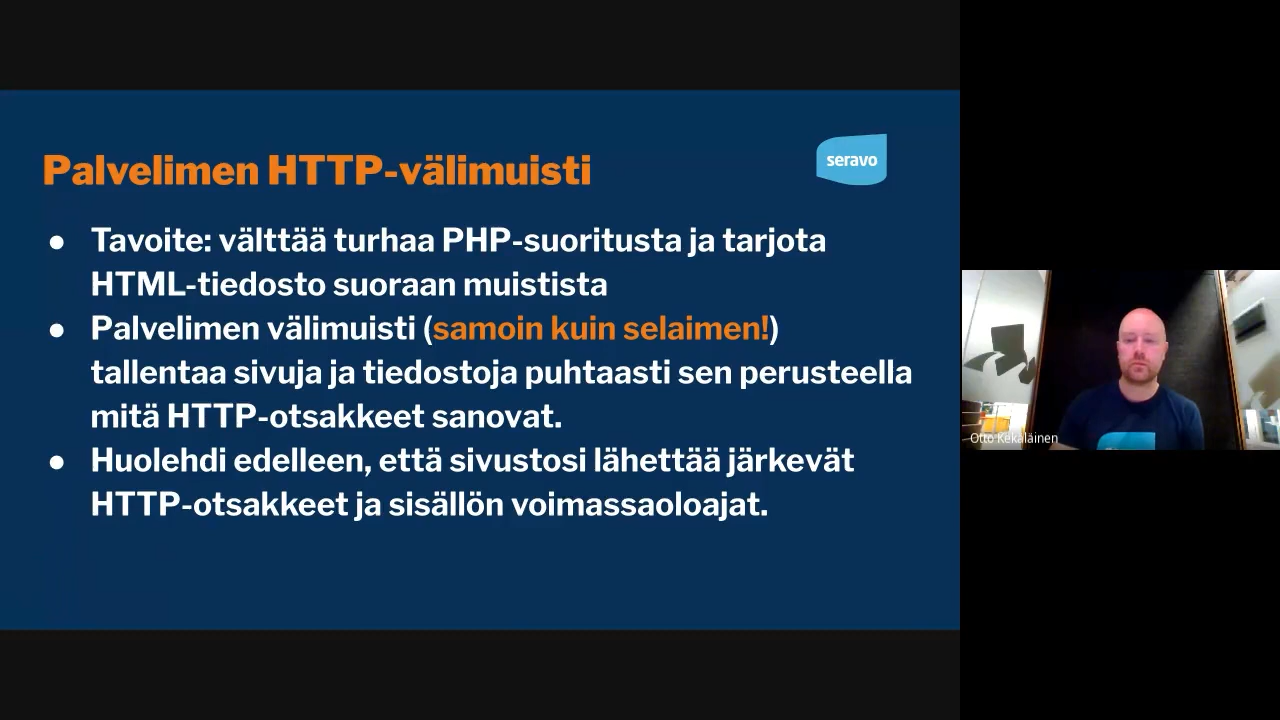 Palvelimen HTTP-välimuisti
seravo
● Tavoite: välttää turhaa PHP-suoritusta ja tarjota
HTML-tiedosto suoraan muistista
● Palvelimen välimuisti (samoin kuin selaimen!)
tallentaa sivuja ja tiedostoja puhtaasti sen perusteella
mitä HTTP-otsakkeet sanovat.
● Huolehdi edelleen, että sivustosi lähettää järkevät
HTTP-otsakkeet ja sisällön voimassaoloajat.
Otto Kekäläinen